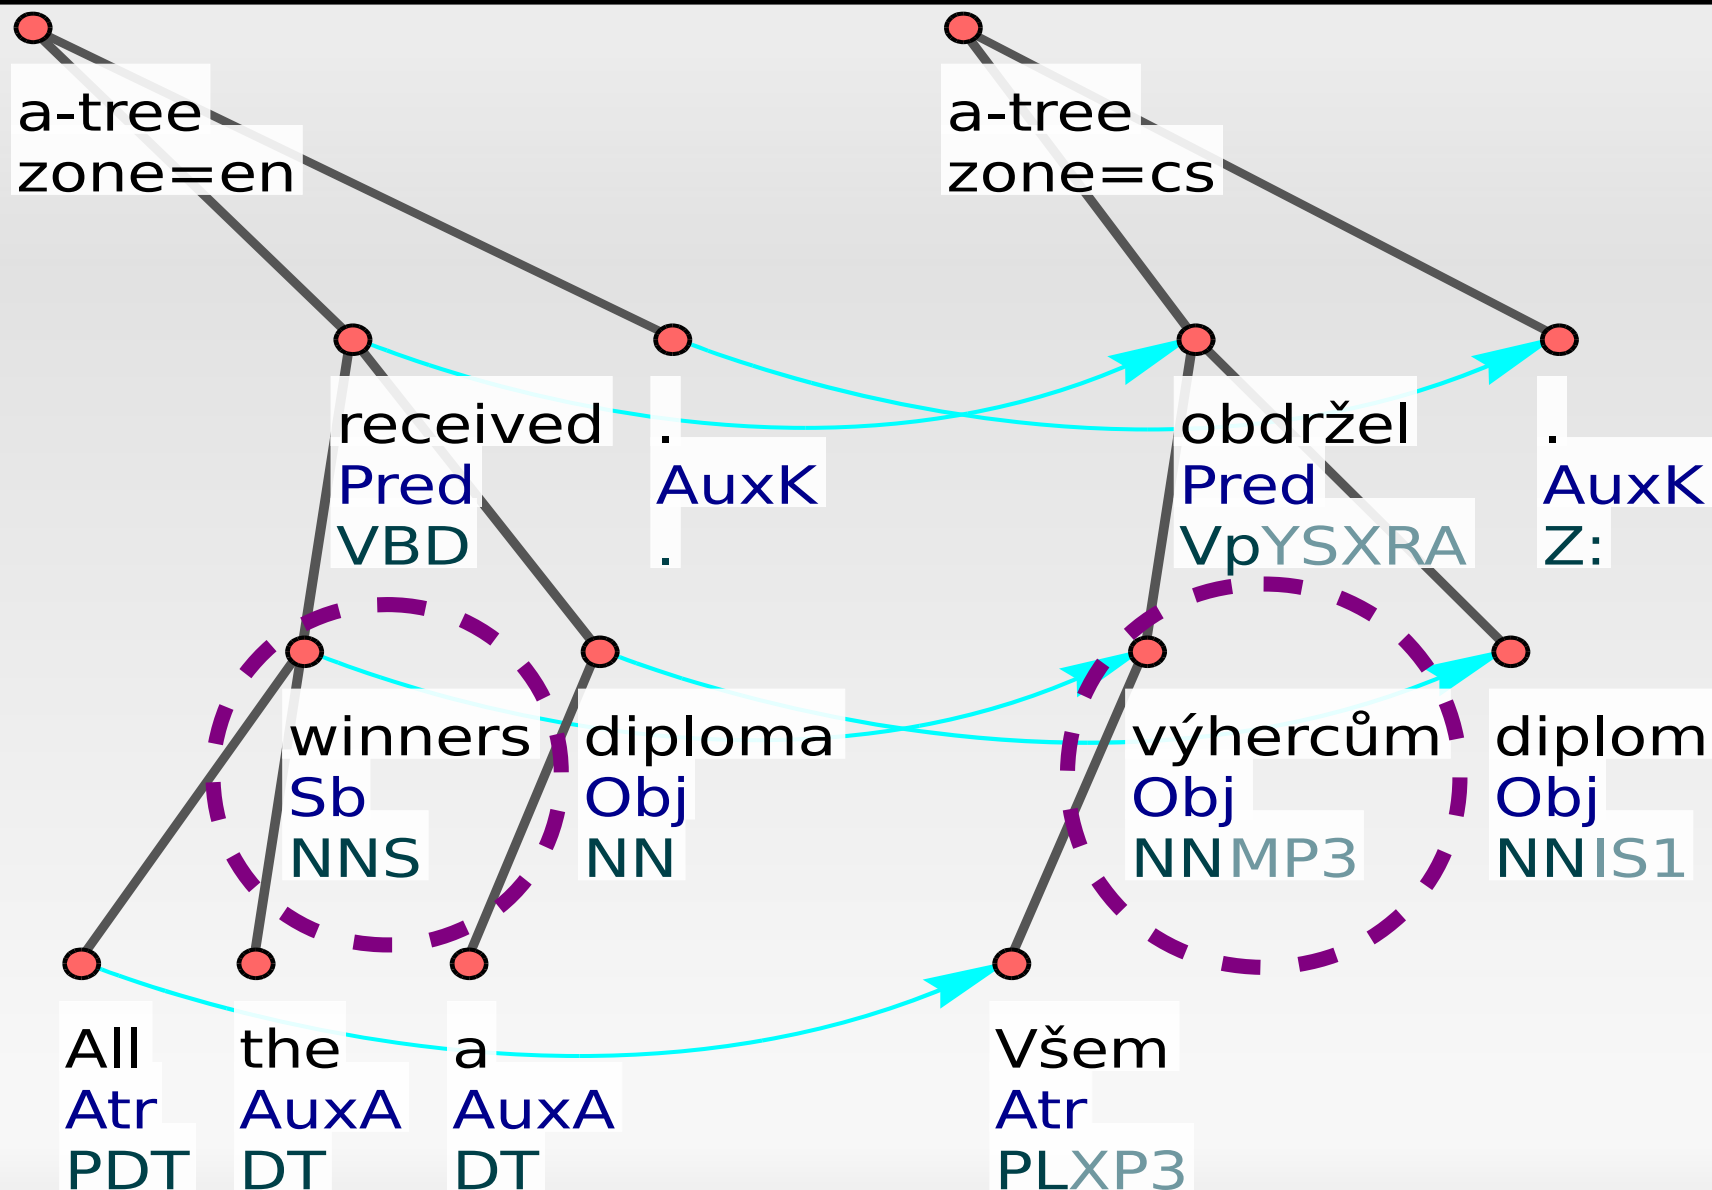 a-tree
zone=en
a-tree
zone=cs
received
Pred
VBD
.
AuxK
.
obdržel
Pred
VpYSXRA
.
AuxK
Z:
winners
Sb
NNS
diploma
Obj
NN
výhercům
Obj
NNMP3
diplom
Obj
NNIS1
All
Atr
PDT
the
AuxA
DT
a
AuxA
DT
Všem
Atr
PLXP3